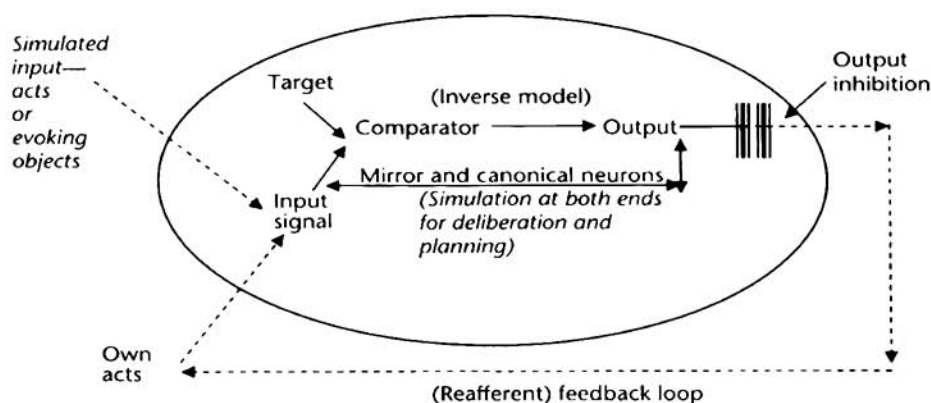 Simulated
input—
acts
or
evoking
objects
Target
(Inverse model)
Output
inhibition
Comparator
Output
Mirror and canonical neurons
(Simulation at both ends
for deliberation and
planning)
Input
signal
Own
acts
(Reafferent) feedback loop